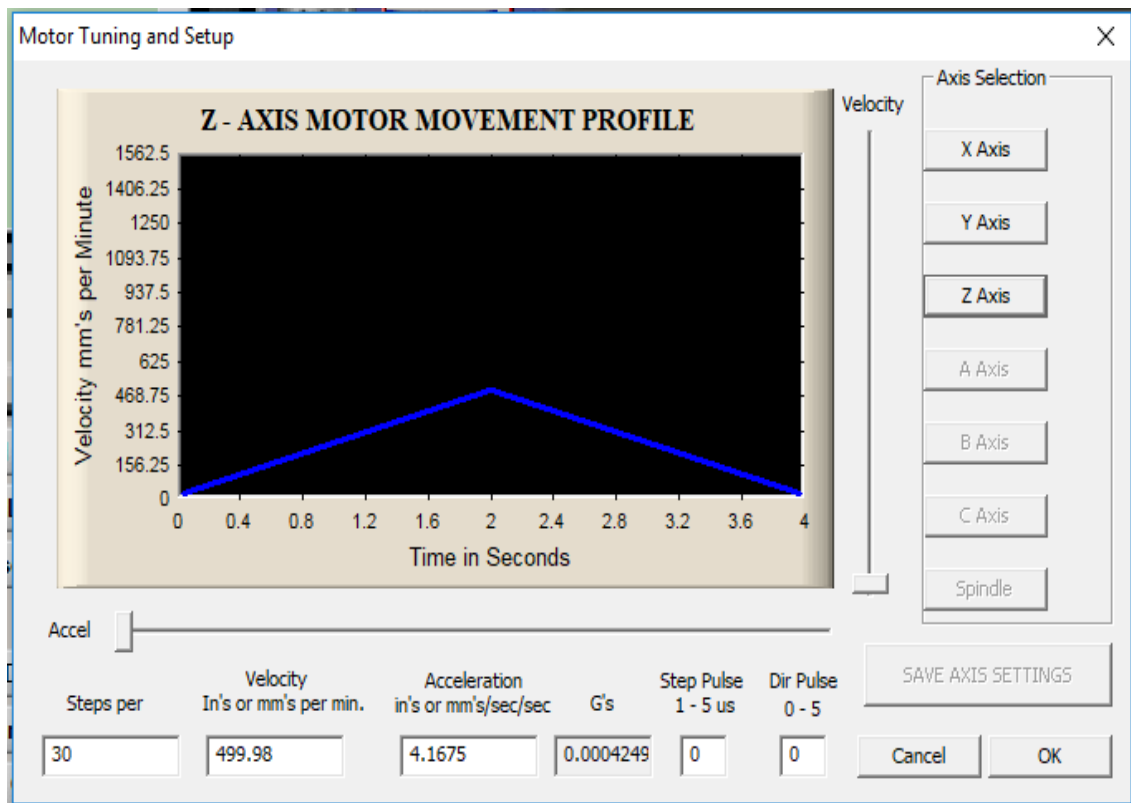 Motor Tuning and Setup
Z - AXIS MOTOR MOVEMENT PROFILE
Velocity mm's per Minute
1562.5
1406.25
1250
1093.75
937.5
781.25
625
468.75
312.5
156.25
0
0 0.4 0.8 1.2 1.6 2 2.4 2.8 3.2 3.6 4
Time in Seconds
Velocity
Axis Selection
X Axis
Y Axis
Z Axis
A Axis
B Axis
C Axis
Spindle
Accel
Steps per
Velocity
In's or mm's per min.
Acceleration
in's or mm's/sec/sec
G's
Step Pulse
1 - 5 us
Dir Pulse
0 - 5
30
499.98
4.1675
0.0004249
0
0
SAVE AXIS SETTINGS
Cancel
OK